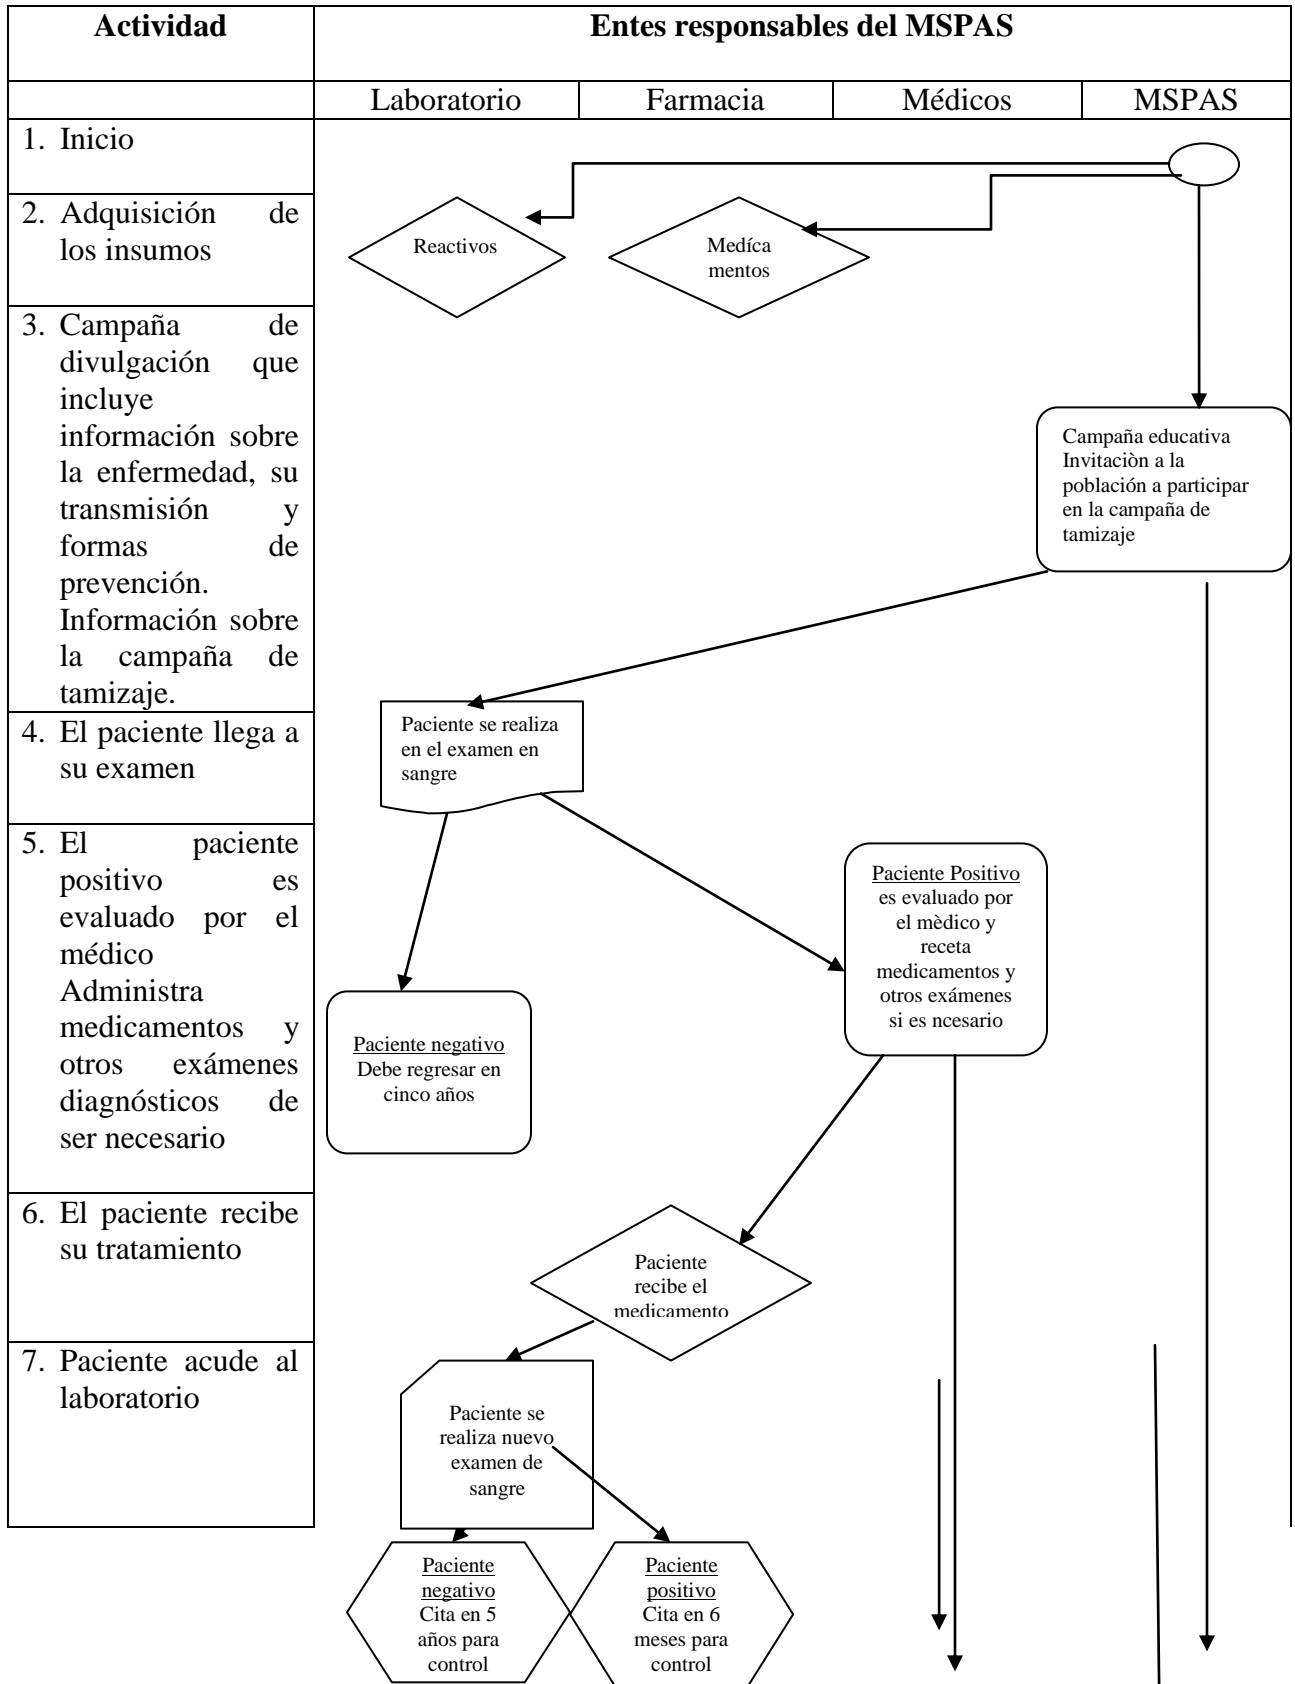 Actividad
Entes responsables del MSPAS
Laboratorio
Farmacia
Médicos
MSPAS
1. Inicio
2. Adquisición de
los insumos
Reactivos
Medíca
mentos
3. Campaña de
divulgación que
incluye
información sobre
la enfermedad, su
transmisión y
formas de
prevención.
Información sobre
la campaña de
tamizaje.
Campaña educativa
Invitaciòn a la
población a participar
en la campaña de
tamizaje
4. El paciente llega a
su examen
Paciente se realiza
en el examen en
sangre
5. El paciente
positivo es
evaluado por el
médico
Administra
medicamentos y
otros exámenes
diagnósticos de
ser necesario
Paciente negativo
Debe regresar en
cinco años
Paciente Positivo
es evaluado por
el mèdico y
receta
medicamentos y
otros exámenes
si es ncesario
6. El paciente recibe
su tratamiento
Paciente
recibe el
medicamento
7. Paciente acude al
laboratorio
Paciente se
realiza nuevo
examen de
sangre
Paciente
negativo
Cita en 5
años para
control
Paciente
positivo
Cita en 6
meses para
control